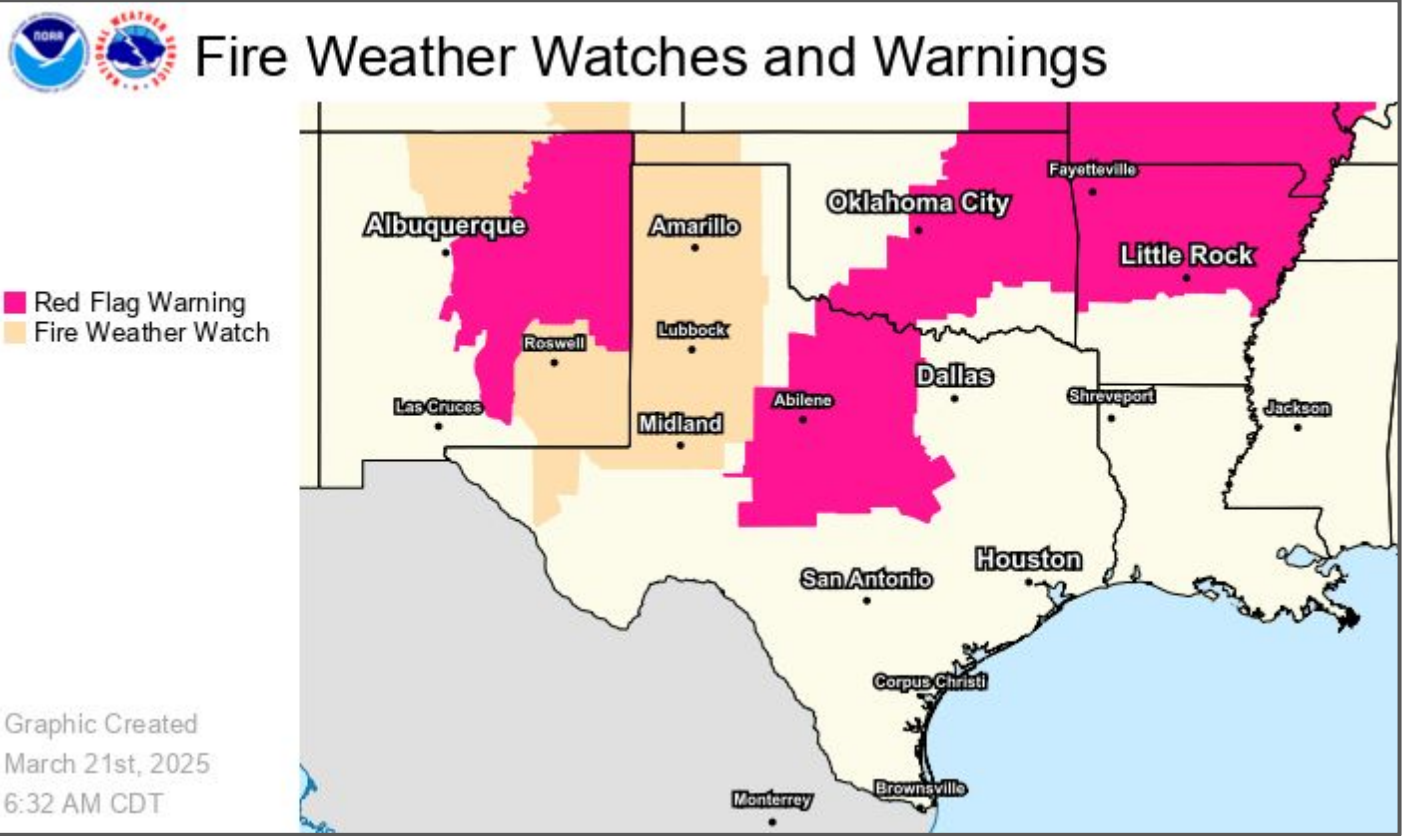 NOAA
NATIONAL WEATHER SERVICE
Fire Weather Watches and Warnings
Red Flag Warning
Fire Weather Watch
Fayetteville
Oklahoma City
Albuquerque
Amarillo
Little Rock
Roswell
Lubbock
Dallas
Las Cruces
Abilene
Shreveport
Jackson
Midland
Houston
San Antonio
Corpus Christi
Brownsville
Monterrey
Graphic Created
March 21st, 2025
6:32 AM CDT